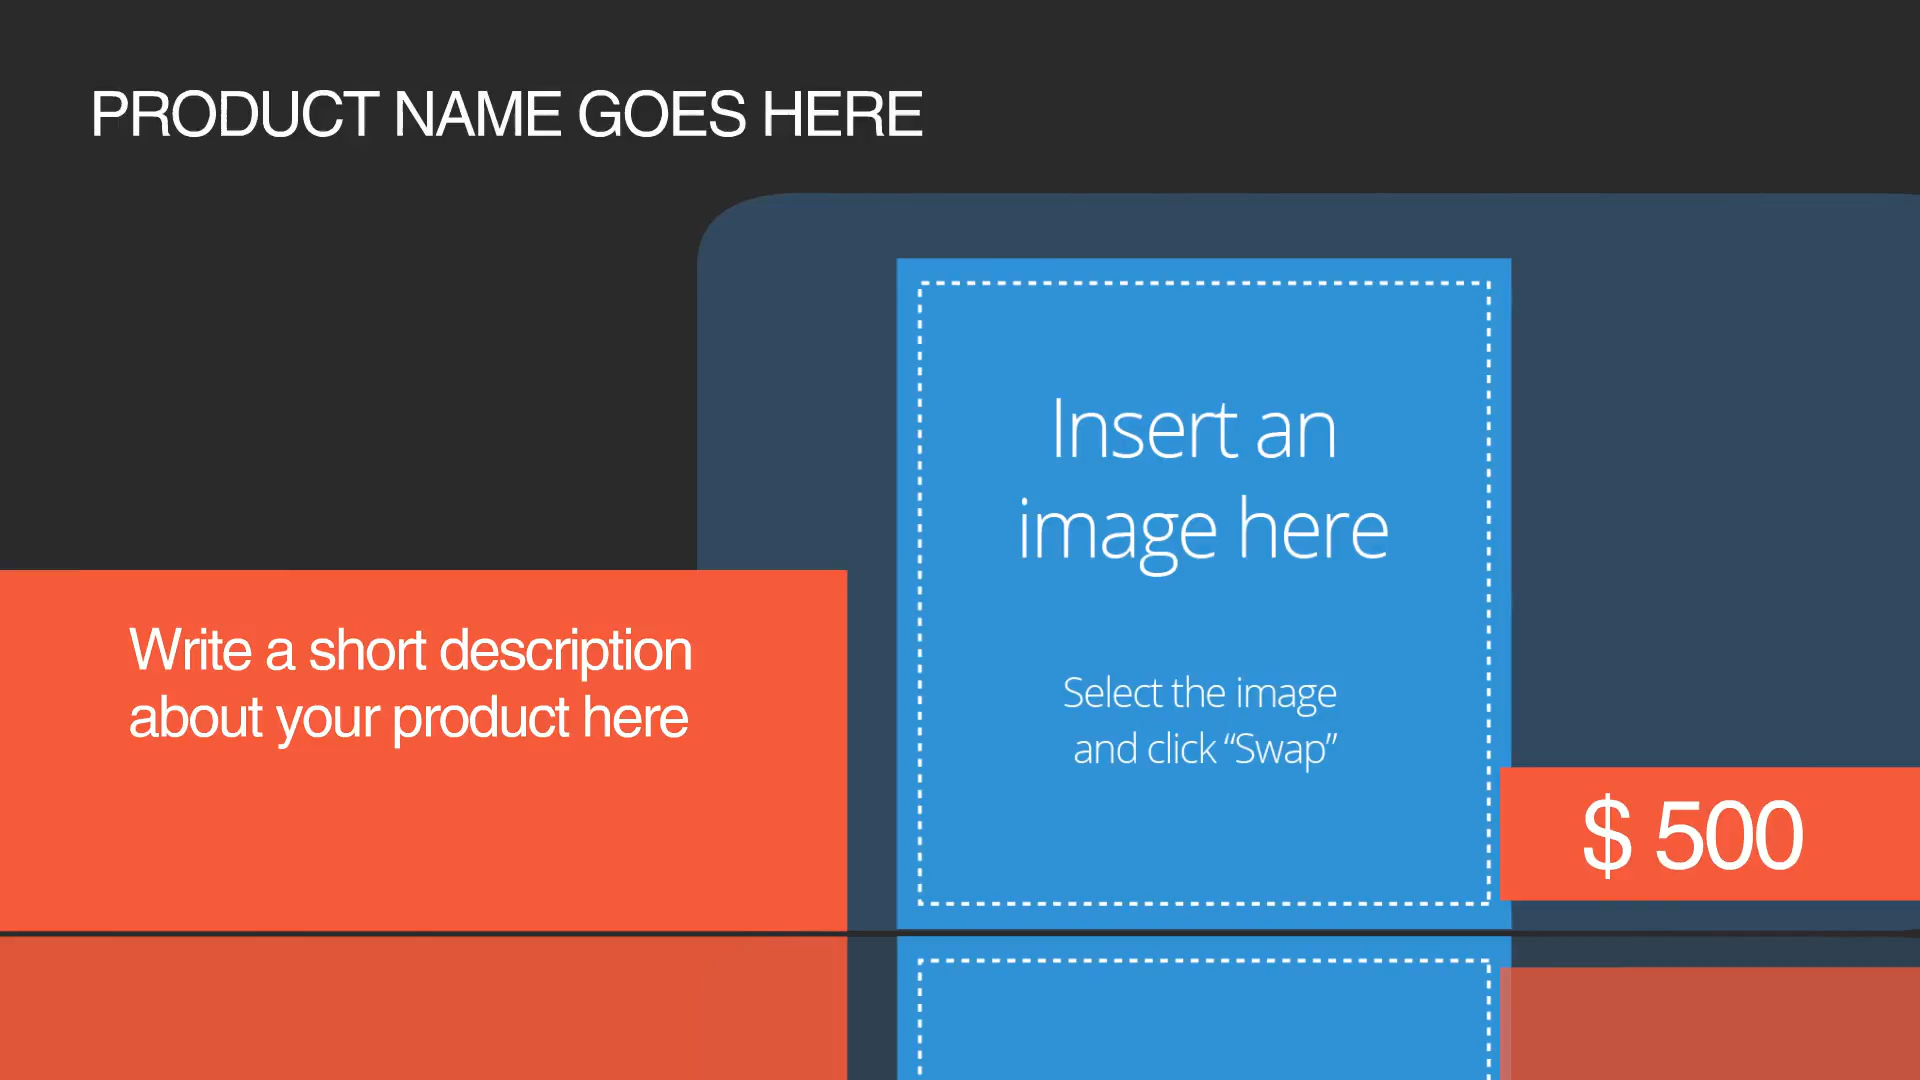 PRODUCT NAME GOES HERE
Insert an
image here
Select the image
and click “Swap”
Write a short description
about your product here
$ 500